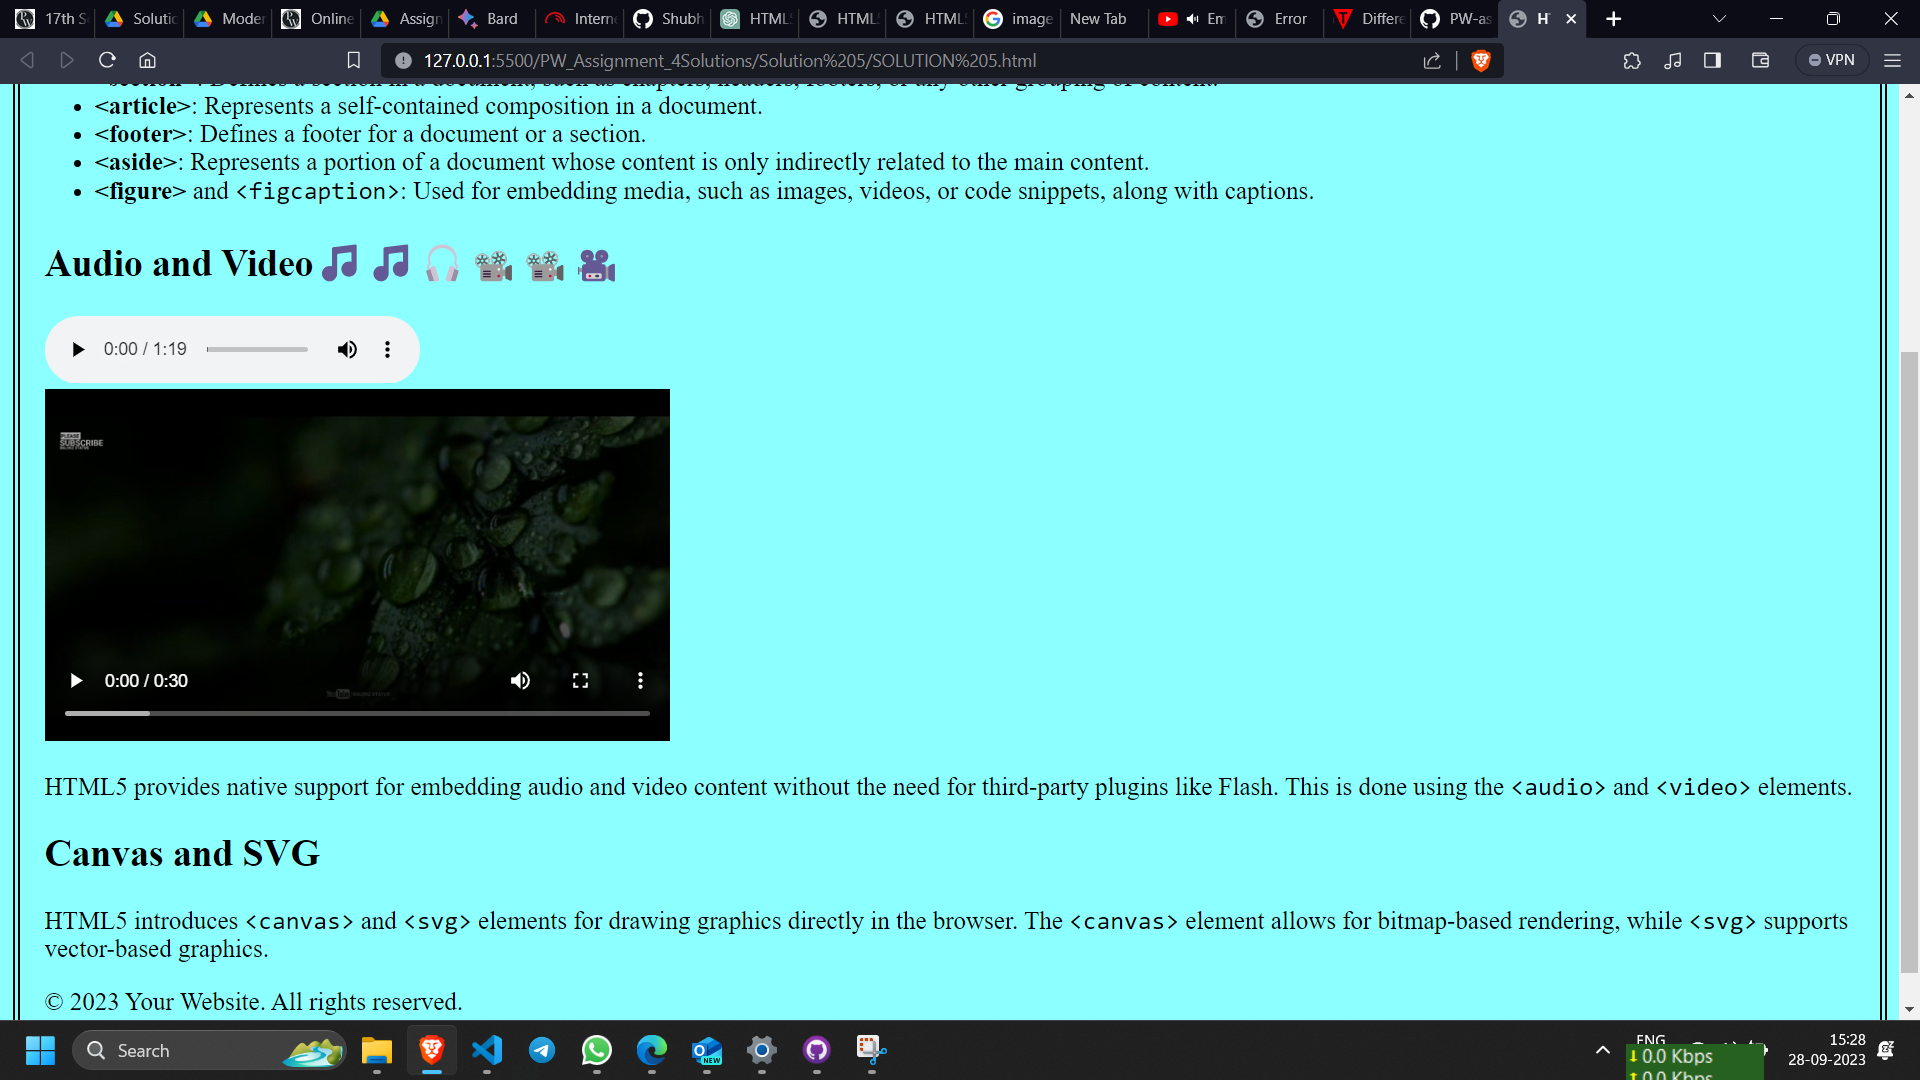 17th S
Soluti
Moder
Online
Assign
Bard
Intern
Shubh
HTML
HTML
HTML
image
New Tab
Em
Error
Differe
PW-as
H
127.0.0.1:5500/PW_Assignment_4Solutions/Solution%205/SOLUTION%205.html
VPN
<article>: Represents a self-contained composition in a document.
<footer>: Defines a footer for a document or a section.
<aside>: Represents a portion of a document whose content is only indirectly related to the main content.
<figure> and <figcaption>: Used for embedding media, such as images, videos, or code snippets, along with captions.
Audio and Video
0:00 / 1:19
PLEASE
SUBSCRIBE
0:00 / 0:30
HTML5 provides native support for embedding audio and video content without the need for third-party plugins like Flash. This is done using the <audio> and <video> elements.
Canvas and SVG
HTML5 introduces <canvas> and <svg> elements for drawing graphics directly in the browser. The <canvas> element allows for bitmap-based rendering, while <svg> supports
vector-based graphics.
© 2023 Your Website. All rights reserved.
Search
NEW
ENG
0.0 Kbps
0.0 Kbps
15:28
28-09-2023